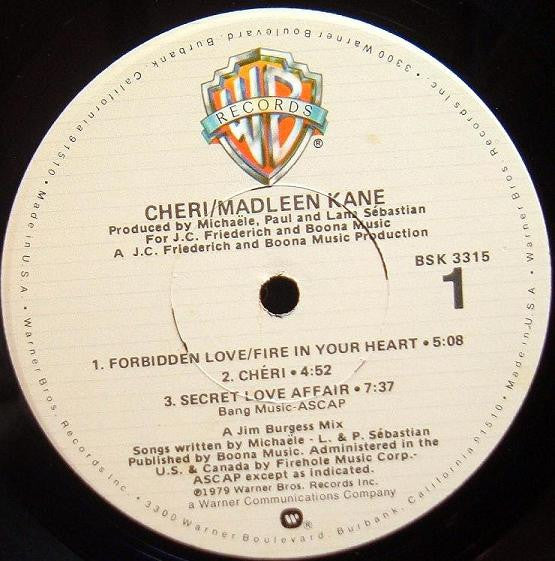 WB
RECORDS
®
CHERI/MADLEEN KANE
Produced by Michaële, Paul and Lana Sébastian
For J.C. Friederich and Boona Music
A J.C. Friederich and Boona Music Production
BSK 3315
1
1. FORBIDDEN LOVE/FIRE IN YOUR HEART • 5:08
2. CHÉRI • 4:52
3. SECRET LOVE AFFAIR • 7:37
Bang Music-ASCAP
A Jim Burgess Mix
Songs written by Michaële - L. & P. Sébastian
Published by Boona Music. Administered in the
U.S. & Canada by Firehole Music Corp.-
ASCAP except as indicated.
℗1979 Warner Bros. Records Inc.
a Warner Communications Company
®
Made in U.S.A. • Warner Bros. Records Inc. • 3300 Warner Boulevard, Burbank, California 91510 • Made in U.S.A. • Warner Bros. Records Inc. • 3300 Warner Boulevard, Burbank, California 91510 •